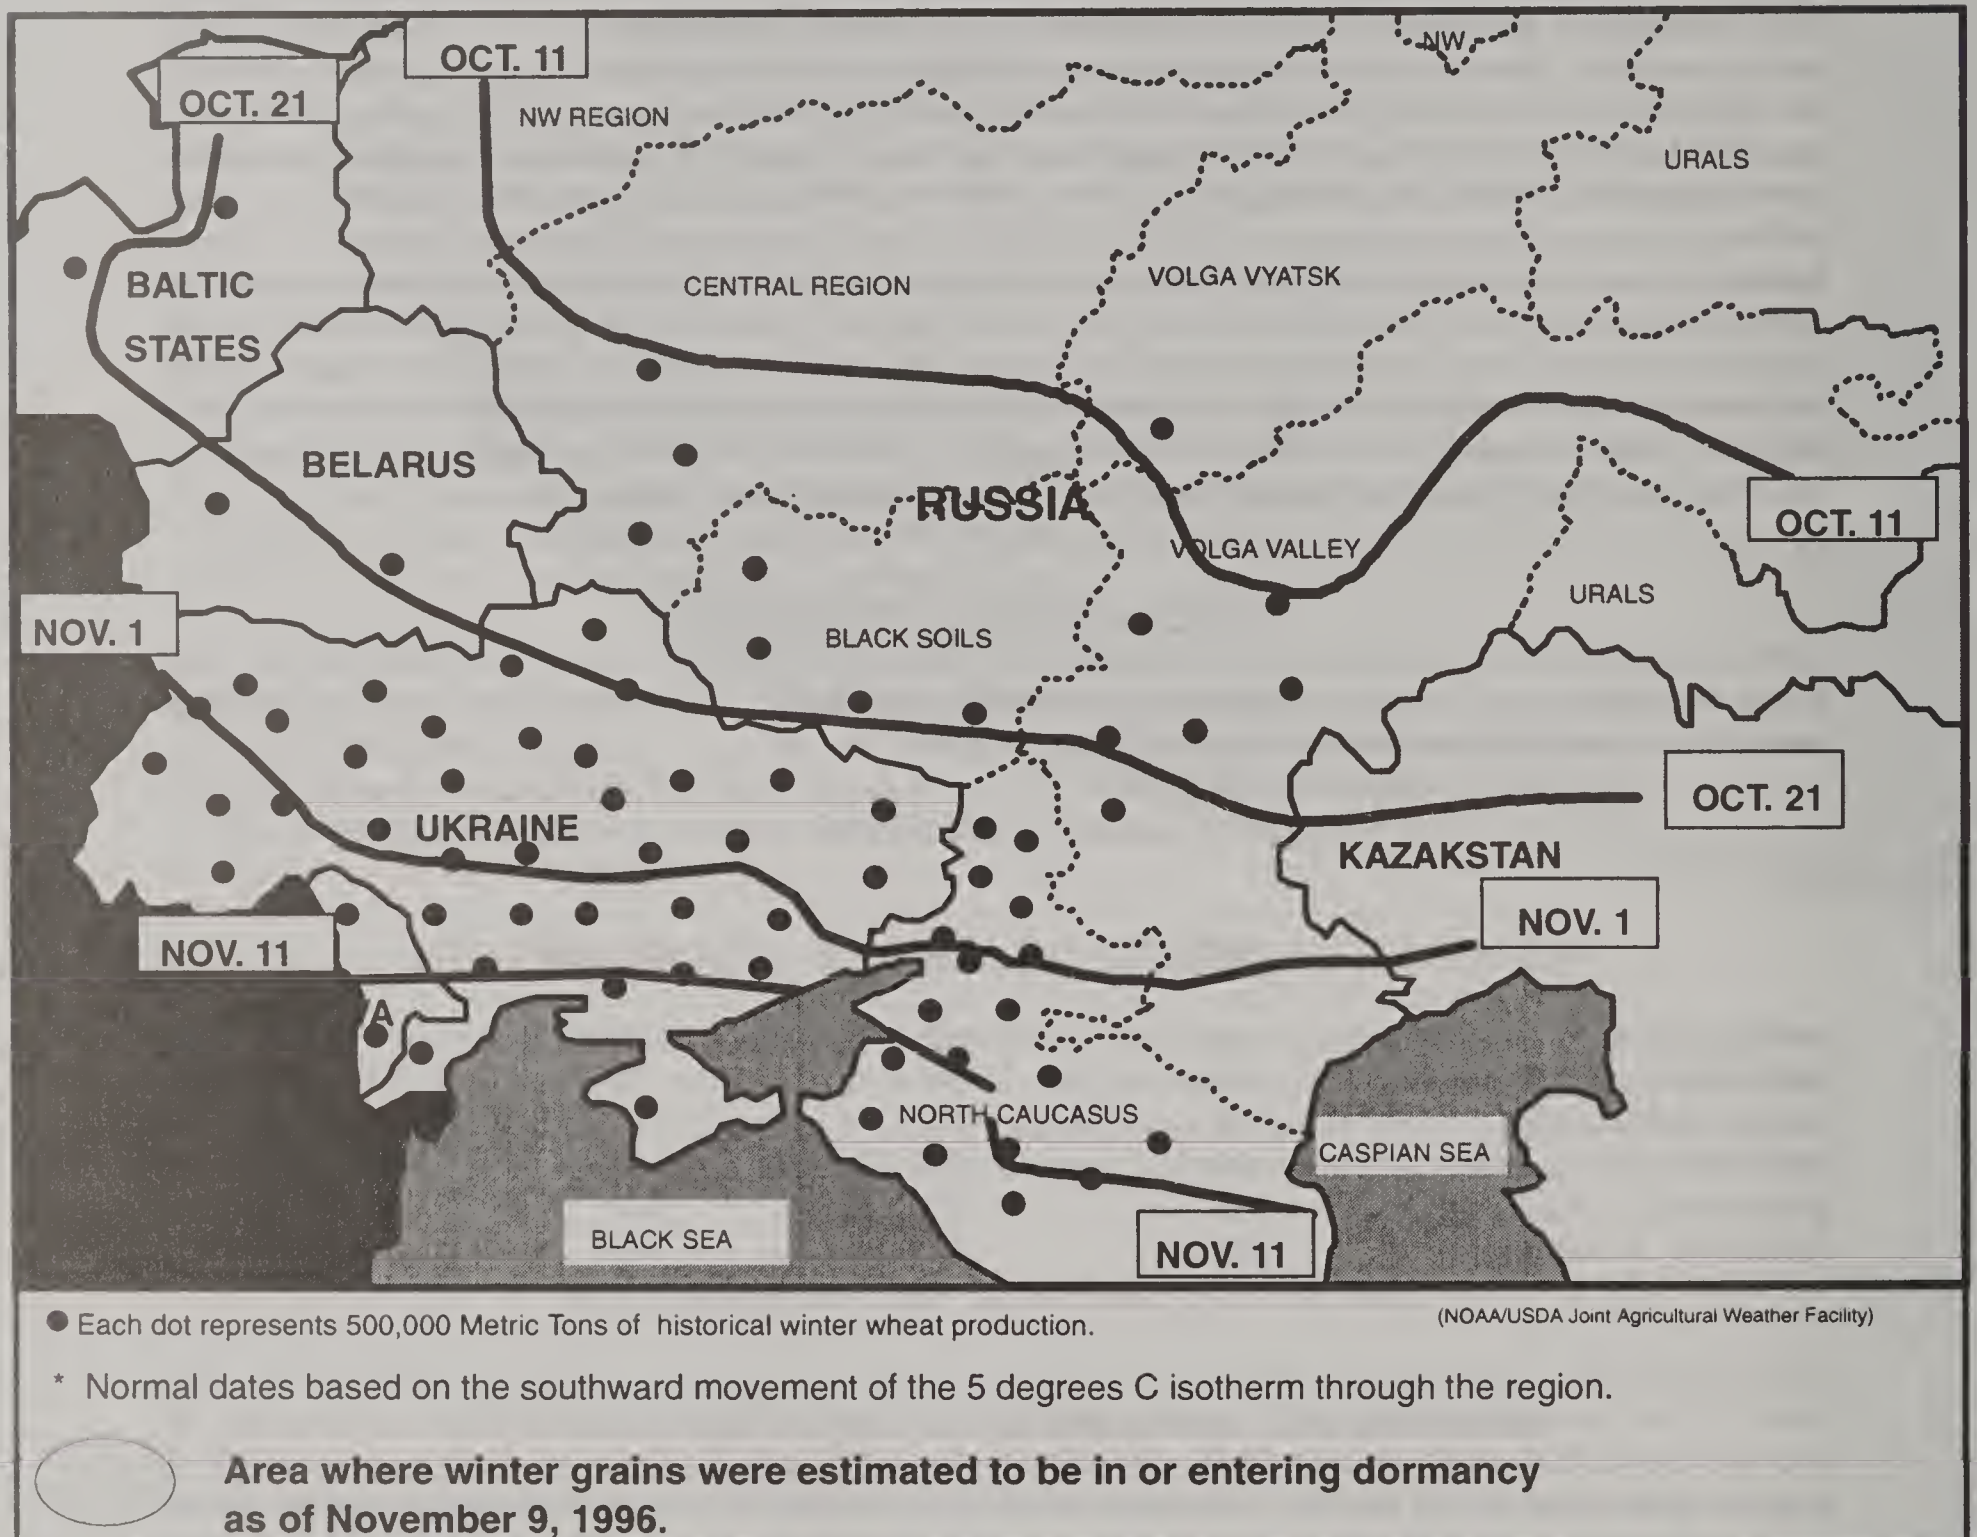 OCT. 11
NW
OCT. 21
NW REGION
URALS
BALTIC
STATES
CENTRAL REGION
VOLGA VYATSK
BELARUS
RUSSIA
OCT. 11
VOLGA VALLEY
URALS
NOV. 1
BLACK SOILS
OCT. 21
UKRAINE
KAZAKSTAN
NOV. 1
NOV. 11
A
NORTH CAUCASUS
CASPIAN SEA
BLACK SEA
NOV. 11
Each dot represents 500,000 Metric Tons of historical winter wheat production.
(NOAA/USDA Joint Agricultural Weather Facility)
* Normal dates based on the southward movement of the 5 degrees C isotherm through the region.
Area where winter grains were estimated to be in or entering dormancy
as of November 9, 1996.